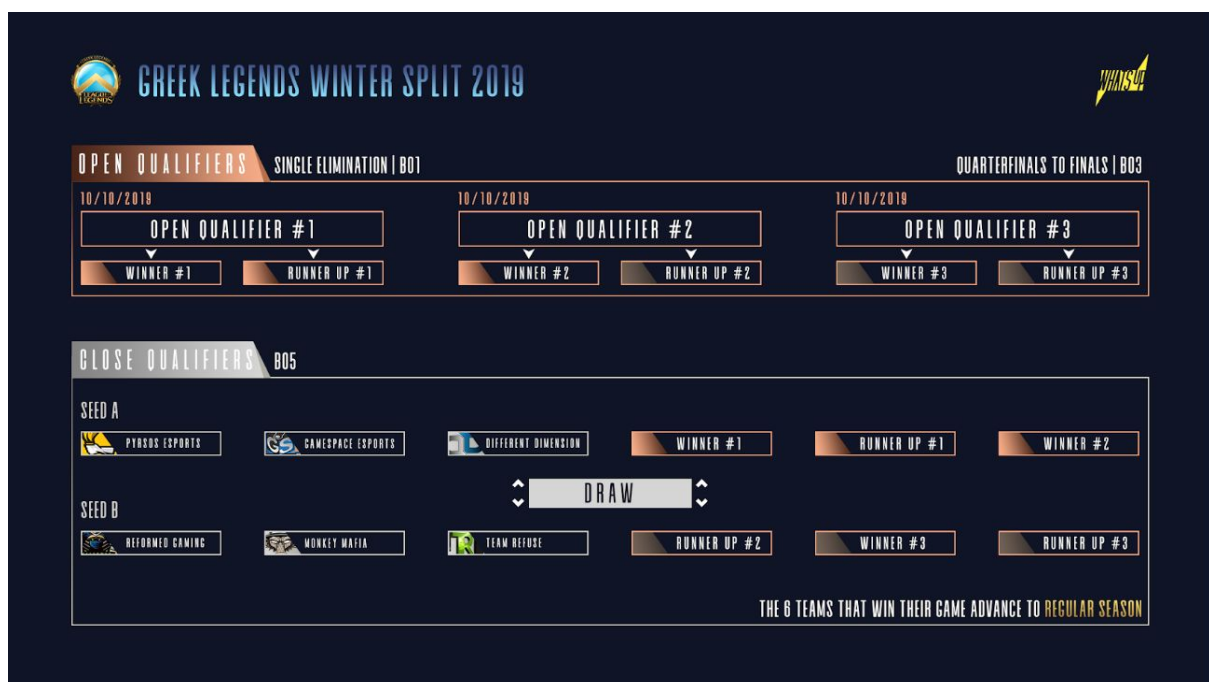 LEAGUE OF LEGENDS
GREEK LEGENDS WINTER SPLIT 2019
WHATSUP
OPEN QUALIFIERS SINGLE ELIMINATION | BO1 QUARTERFINALS TO FINALS | BO3
10/10/2019 10/10/2019 10/10/2019
OPEN QUALIFIER #1 OPEN QUALIFIER #2 OPEN QUALIFIER #3
WINNER #1 RUNNER UP #1 WINNER #2 RUNNER UP #2 WINNER #3 RUNNER UP #3
CLOSE QUALIFIERS BO5
SEED A
PYRSOS ESPORTS GAMESPACE ESPORTS DIFFERENT DIMENSION WINNER #1 RUNNER UP #1 WINNER #2
DRAW
SEED B
REFORMED GAMING MONKEY MAFIA TEAM REFUSE RUNNER UP #2 WINNER #3 RUNNER UP #3
THE 6 TEAMS THAT WIN THEIR GAME ADVANCE TO REGULAR SEASON